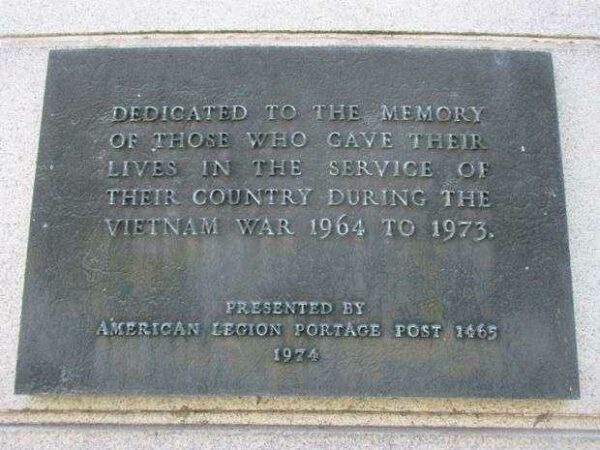 DEDICATED TO THE MEMORY
OF THOSE WHO GAVE THEIR
LIVES IN THE SERVICE OF
THEIR COUNTRY DURING THE
VIETNAM WAR 1964 TO 1973.
PRESENTED BY
AMERICAN LEGION PORTAGE POST 1465
1974